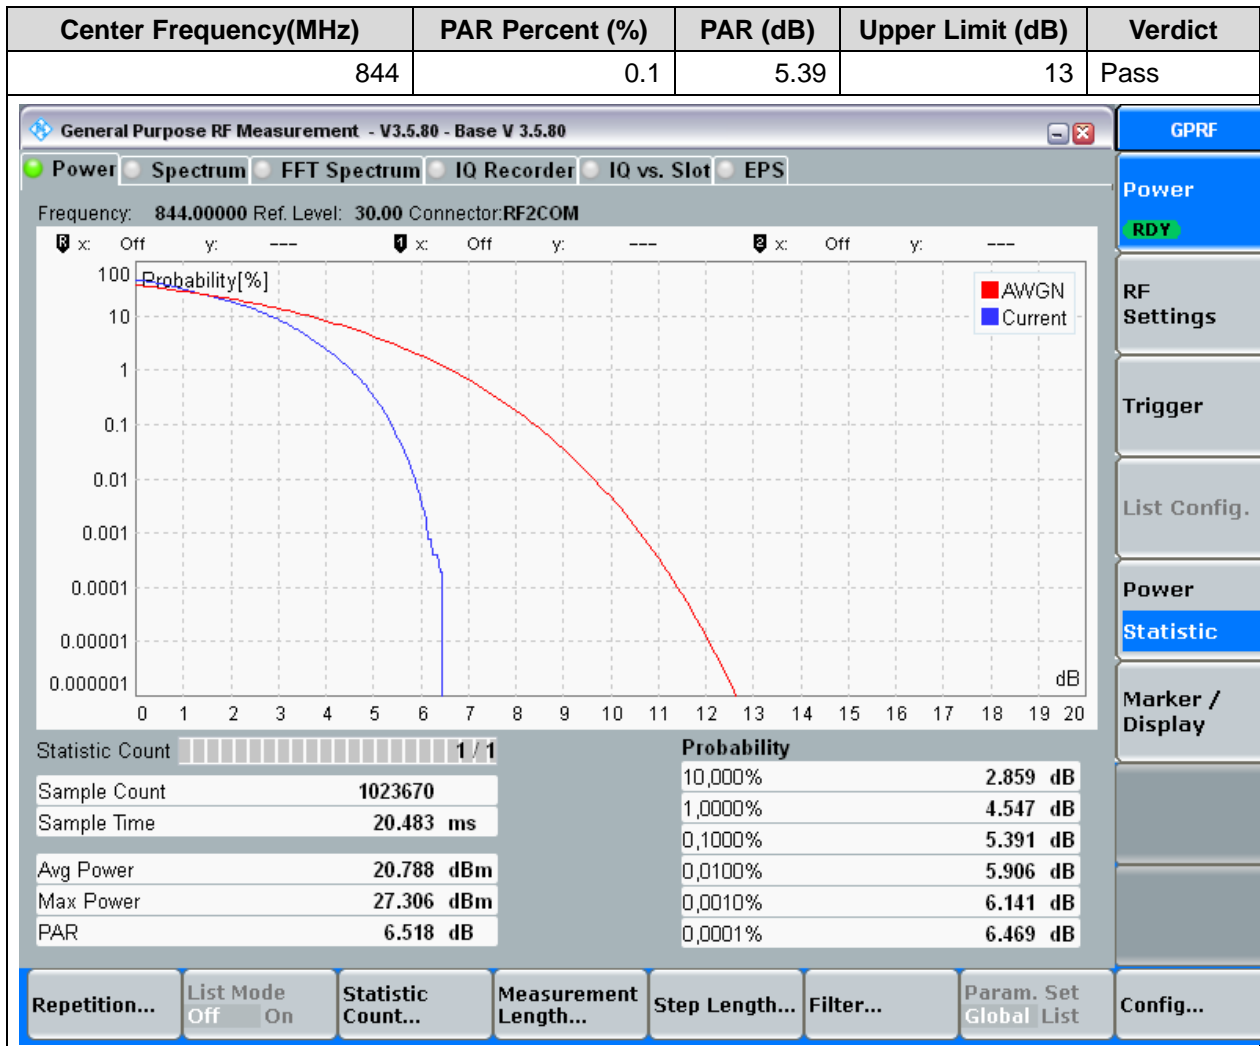 Center Frequency(MHz) PAR Percent (%) PAR (dB) Upper Limit (dB) Verdict
844 0.1 5.39 13 Pass
General Purpose RF Measurement - V3.5.80 - Base V 3.5.80
GPRF
Power Spectrum FFT Spectrum IQ Recorder IQ vs. Slot EPS
Power
RDY
Frequency: 844.00000 Ref. Level: 30.00 Connector:RF2COM
R x: Off y: --- 1 x: Off y: --- 2 x: Off y: ---
Probability[%]
AWGN
Current
100
10
1
0.1
0.01
0.001
0.0001
0.00001
0.000001
dB
0 1 2 3 4 5 6 7 8 9 10 11 12 13 14 15 16 17 18 19 20
RF
Settings
Trigger
List Config.
Power
Statistic
Marker /
Display
Statistic Count 1 / 1
Sample Count 1023670
Sample Time 20.483 ms
Avg Power 20.788 dBm
Max Power 27.306 dBm
PAR 6.518 dB
Probability
10,000% 2.859 dB
1,0000% 4.547 dB
0,1000% 5.391 dB
0,0100% 5.906 dB
0,0010% 6.141 dB
0,0001% 6.469 dB
Repetition...
List Mode
Off On
Statistic
Count...
Measurement
Length...
Step Length...
Filter...
Param. Set
Global List
Config...